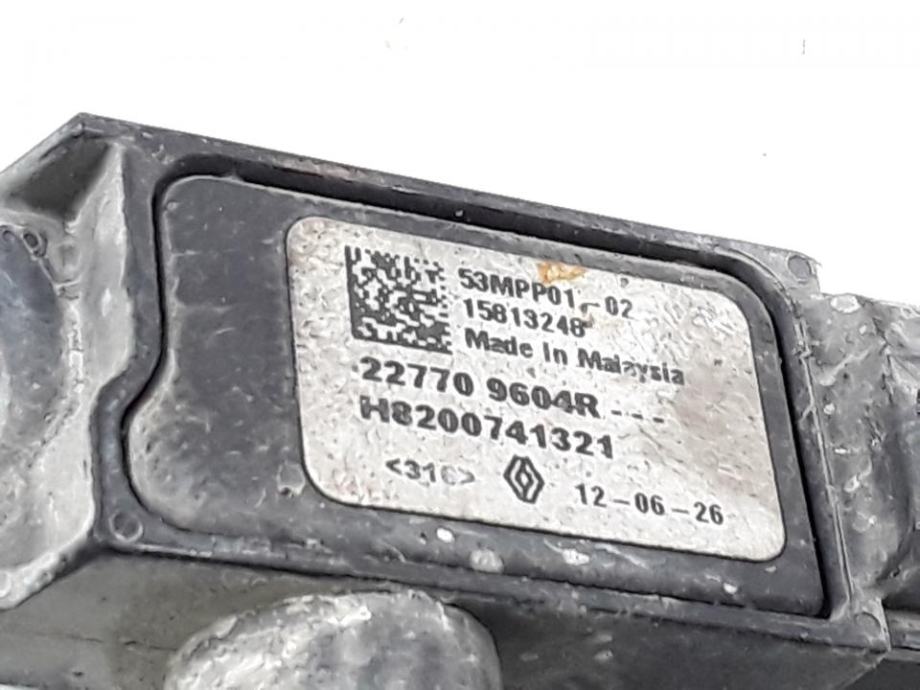 53MPP01-02
15813248
Made In Malaysia
22770 9604R ---
H8200741321
<316> 12-06-26